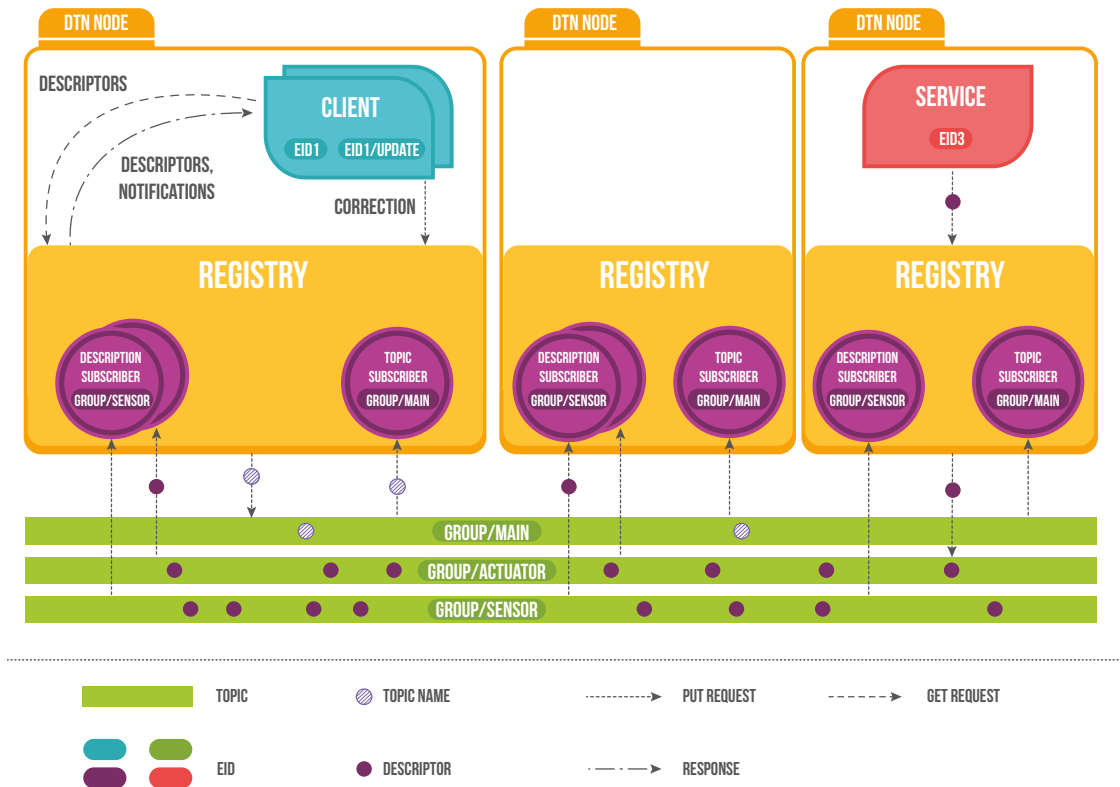 DTN NODE
DTN NODE
DTN NODE
DESCRIPTORS
CLIENT
EID1
EID1/UPDATE
DESCRIPTORS,
NOTIFICATIONS
CORRECTION
SERVICE
EID3
REGISTRY
REGISTRY
REGISTRY
DESCRIPTION
SUBSCRIBER
GROUP/SENSOR
TOPIC
SUBSCRIBER
GROUP/MAIN
DESCRIPTION
SUBSCRIBER
GROUP/SENSOR
TOPIC
SUBSCRIBER
GROUP/MAIN
DESCRIPTION
SUBSCRIBER
GROUP/SENSOR
TOPIC
SUBSCRIBER
GROUP/MAIN
GROUP/MAIN
GROUP/ACTUATOR
GROUP/SENSOR
TOPIC
TOPIC NAME
PUT REQUEST
GET REQUEST
EID
DESCRIPTOR
RESPONSE